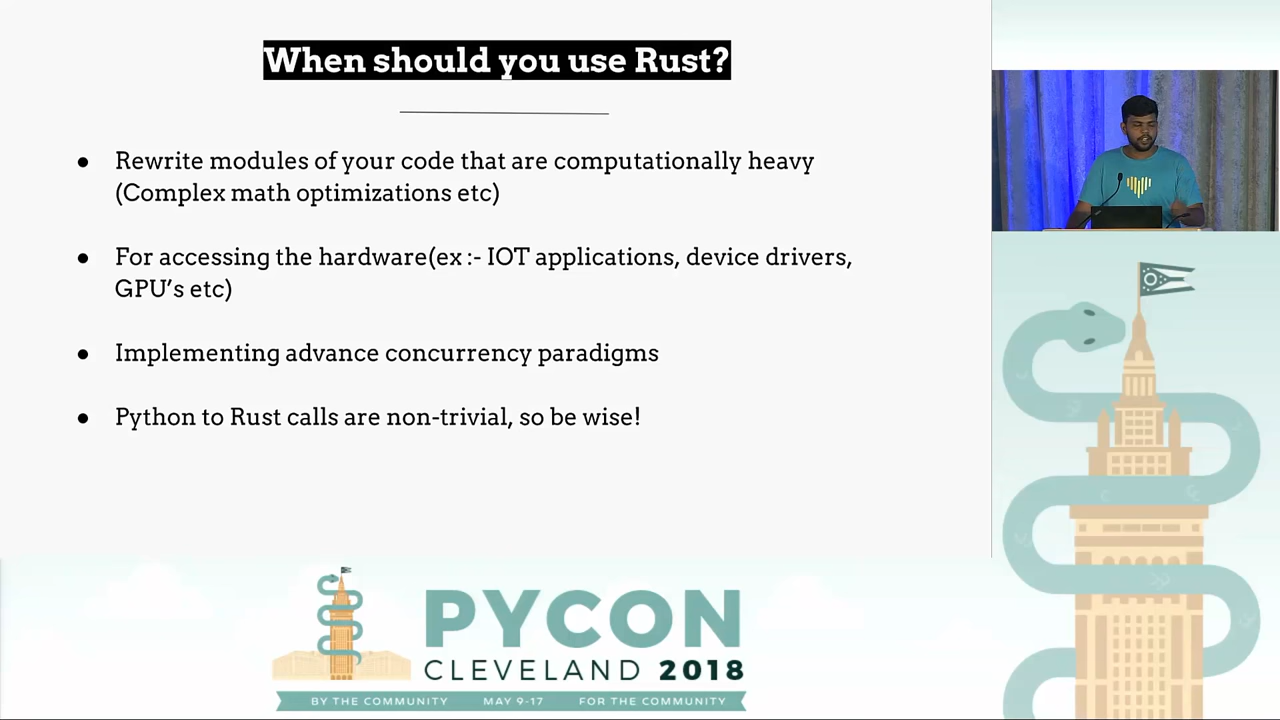 When should you use Rust?
● Rewrite modules of your code that are computationally heavy
(Complex math optimizations etc)
● For accessing the hardware(ex :- IOT applications, device drivers,
GPU’s etc)
● Implementing advance concurrency paradigms
● Python to Rust calls are non-trivial, so be wise!
PYCON
CLEVELAND 2018
BY THE COMMUNITY MAY 9-17 FOR THE COMMUNITY